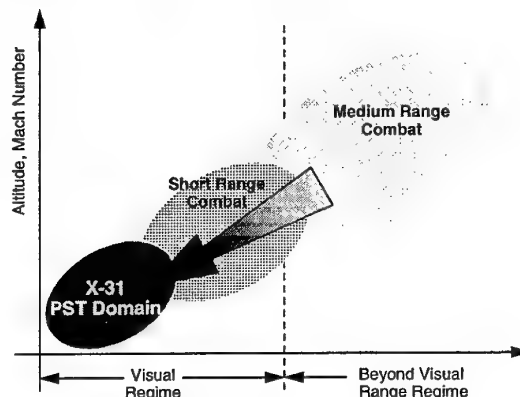 Altitude, Mach Number
Medium Range
Combat
Short Range
Combat
X-31
PST Domain
Visual
Regime
Beyond Visual
Range Regime